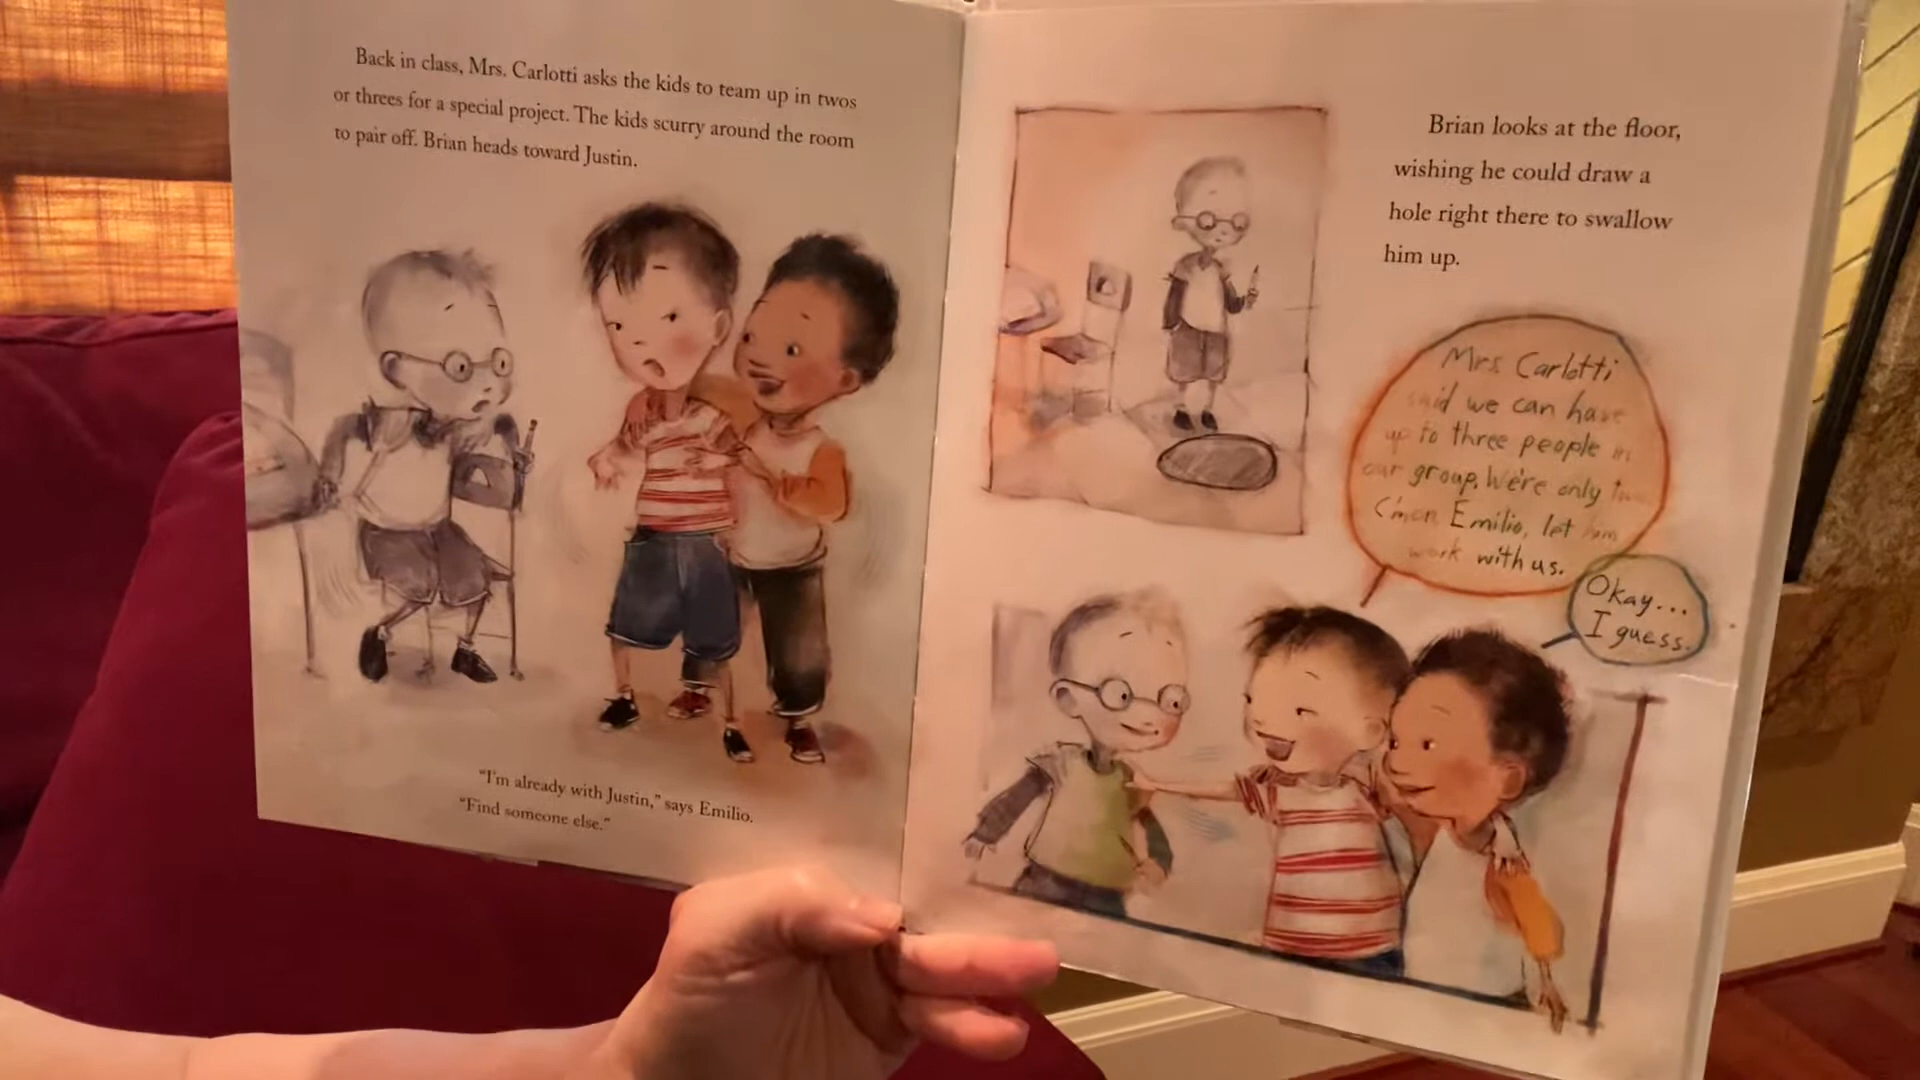 Back in class, Mrs. Carlotti asks the kids to team up in twos
or threes for a special project. The kids scurry around the room
to pair off. Brian heads toward Justin.
“I'm already with Justin,” says Emilio.
“Find someone else.”
Brian looks at the floor,
wishing he could draw a
hole right there to swallow
him up.
Mrs Carlotti
said we can have
up to three people in
our group. We're only two
C'mon Emilio, let him
work with us.
Okay...
I guess.